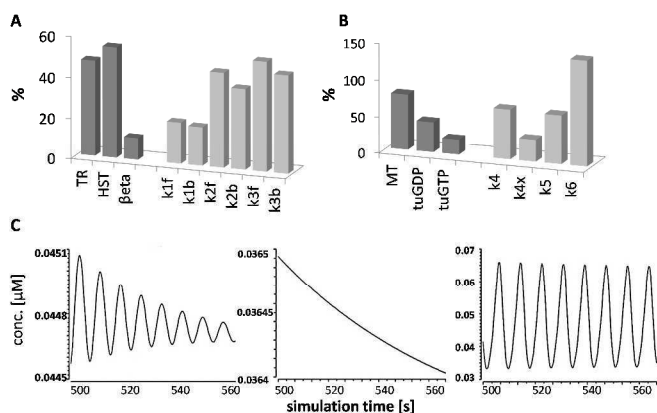 A
60
40
20
0
%
TR
HST
βeta
k1f
k1b
k2f
k2b
k3f
k3b
B
150
100
50
0
%
MT
tuGDP
tuGTP
k4
k4x
k5
k6
C
conc. [µM]
0.0451
0.0448
0.0445
500 520 540 560
0.0365
0.03645
0.0364
500 520 540 560
0.07
0.06
0.05
0.04
0.03
500 520 540 560
simulation time [s]